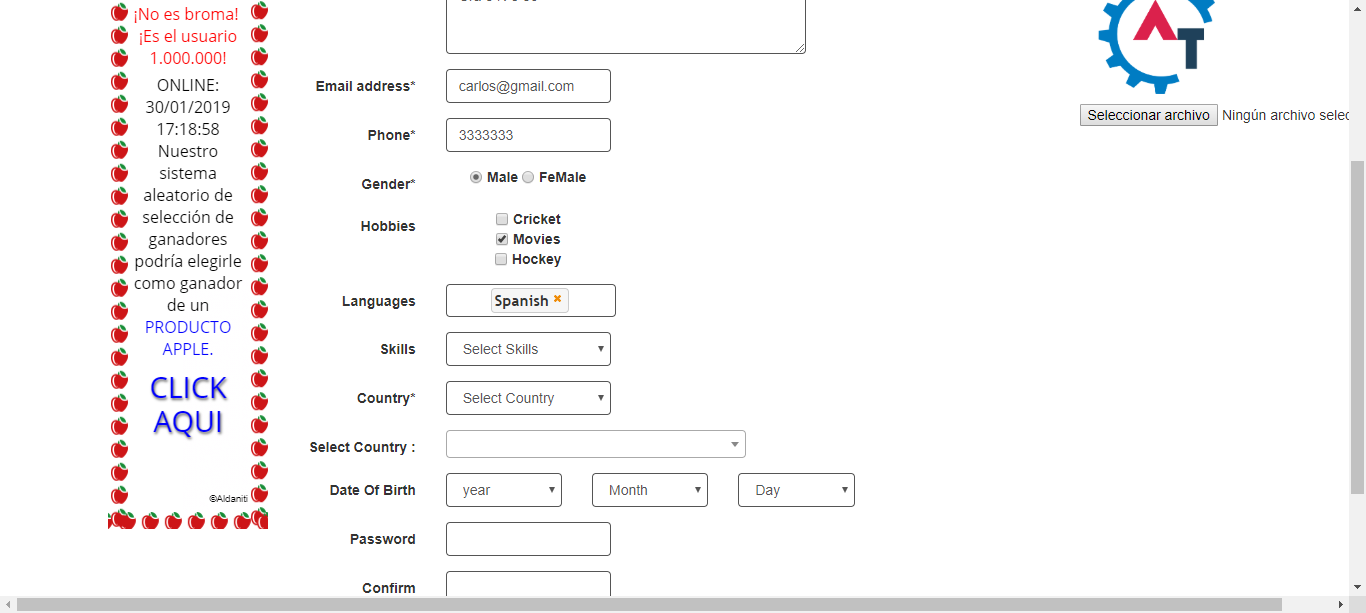 ¡No es broma!
¡Es el usuario
1.000.000!
ONLINE:
30/01/2019
17:18:58
Nuestro
sistema
aleatorio de
selección de
ganadores
podría elegirle
como ganador
de un
PRODUCTO
APPLE.
CLICK
AQUI
©Aldaniti
Email address*
carlos@gmail.com
Phone*
3333333
Gender*
Male FeMale
Hobbies
Cricket
Movies
Hockey
Languages
Spanish
Skills
Select Skills
Country*
Select Country
Select Country :
Date Of Birth
year Month Day
Password
Confirm
AT
Seleccionar archivo Ningún archivo selec